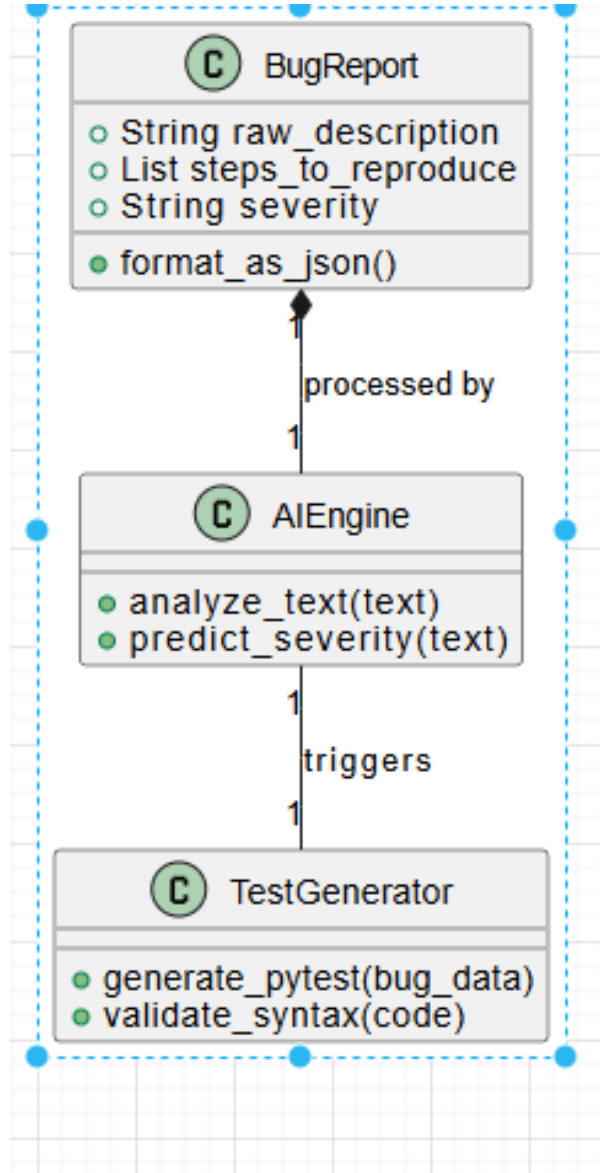 C BugReport
String raw_description
List steps_to_reproduce
String severity
format_as_json()
1
processed by
1
C AIEngine
analyze_text(text)
predict_severity(text)
1
triggers
1
C TestGenerator
generate_pytest(bug_data)
validate_syntax(code)